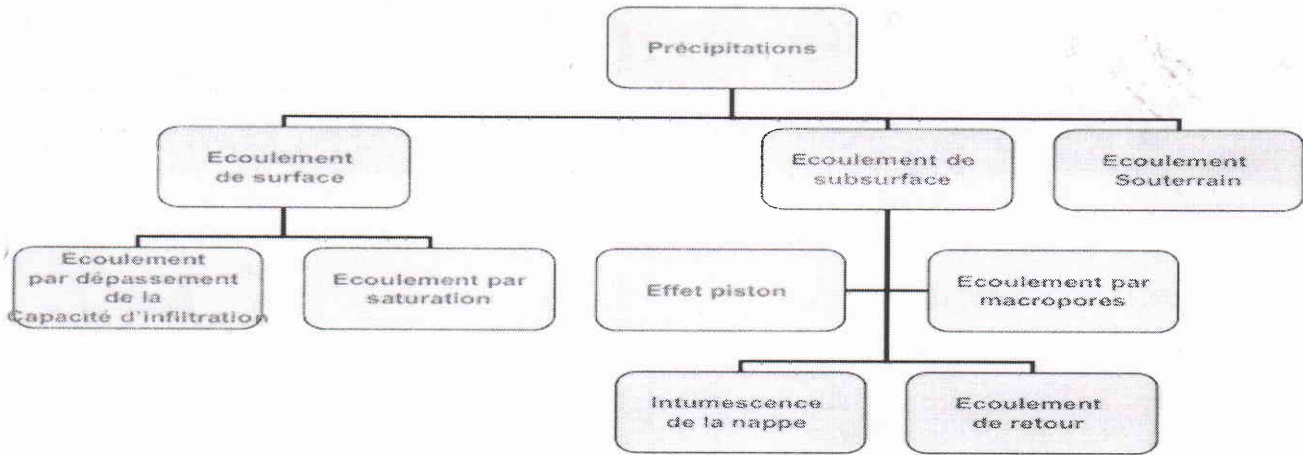 Précipitations
Ecoulement
de surface
Ecoulement de
subsurface
Ecoulement
Souterrain
Ecoulement
par dépassement
de la
Capacité d'infiltration
Ecoulement par
saturation
Effet piston
Ecoulement par
macropores
Intumescence
de la nappe
Ecoulement
de retour